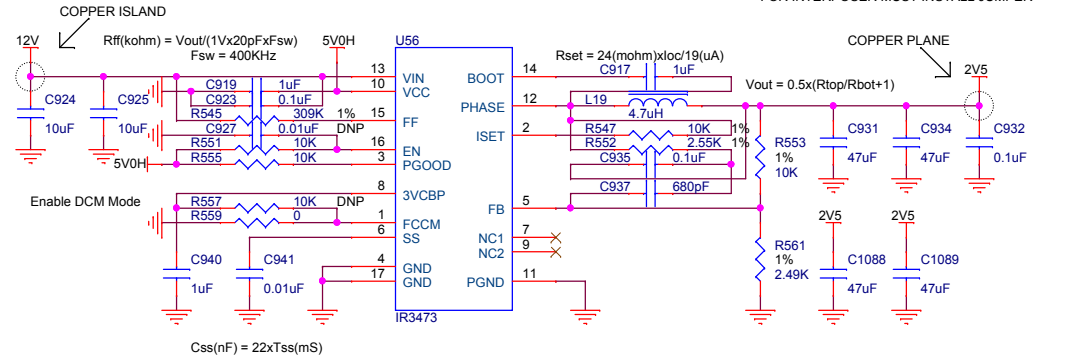 FOR INTERPOSER MUST INSTALL JUMPER
COPPER ISLAND
12V
Rff(kohm) = Vout/(1Vx20pFxFsw)
Fsw = 400KHz
5V0H
U56
Rset = 24(mohm)xIoc/19(uA)
COPPER PLANE
2V5
Vout = 0.5x(Rtop/Rbot+1)
C924
10uF
C925
10uF
C919 1uF
C923 0.1uF
R545 309K 1%
C927 0.01uF DNP
R551 10K
R555 10K
5V0H
13 VIN
10 VCC
15 FF
16 EN
3 PGOOD
8 3VCBP
1 FCCM
6 SS
4 GND
17 GND
BOOT 14
PHASE 12
ISET 2
FB 5
NC1 7
NC2 9
PGND 11
IR3473
C917 1uF
L19
4.7uH
R547 10K 1%
R552 2.55K 1%
C935 0.1uF
C937 680pF
R553
1%
10K
C931
47uF
C934
47uF
C932
0.1uF
Enable DCM Mode
R557 10K DNP
R559 0
C940
1uF
C941
0.01uF
R561
1%
2.49K
2V5
C1088
47uF
2V5
C1089
47uF
Css(nF) = 22xTss(mS)